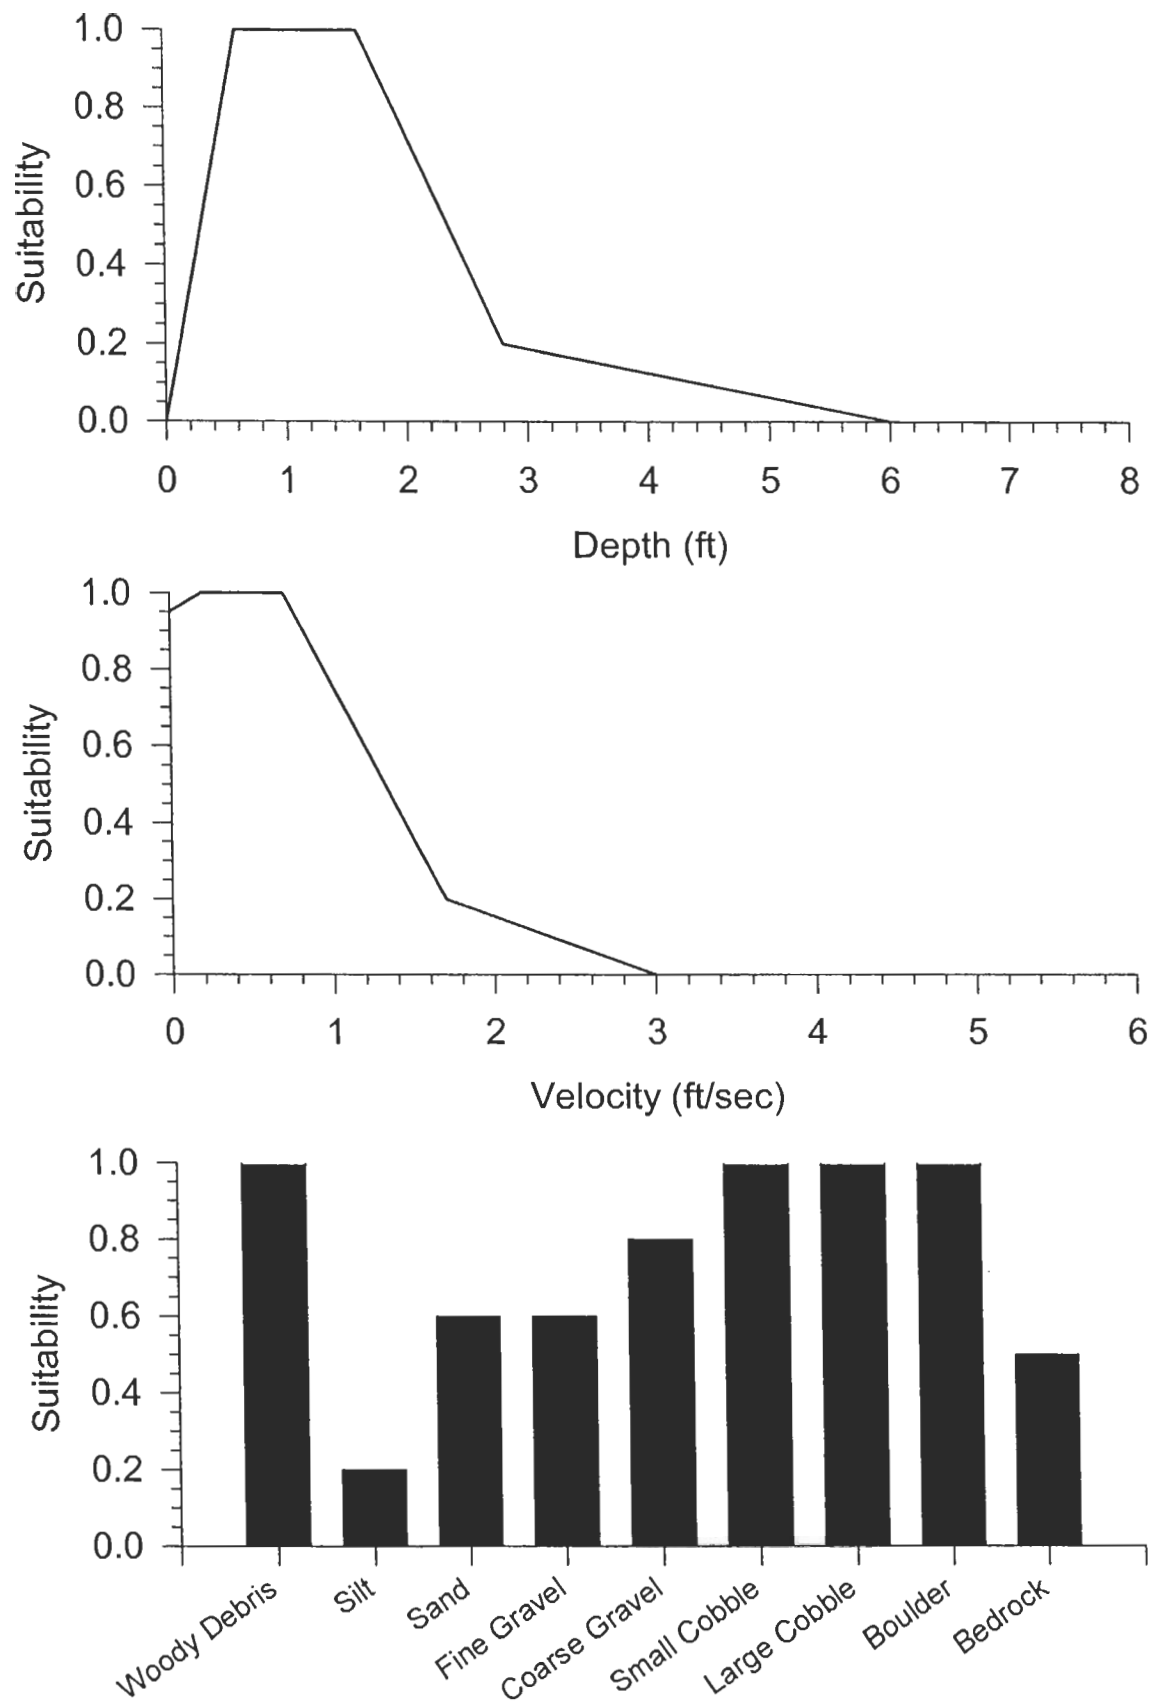 1.0
0.8
0.6
0.4
0.2
0.0
Suitability
0 1 2 3 4 5 6 7 8
Depth (ft)
1.0
0.8
0.6
0.4
0.2
0.0
Suitability
0 1 2 3 4 5 6
Velocity (ft/sec)
1.0
0.8
0.6
0.4
0.2
0.0
Suitability
Woody Debris
Silt
Sand
Fine Gravel
Coarse Gravel
Small Cobble
Large Cobble
Boulder
Bedrock